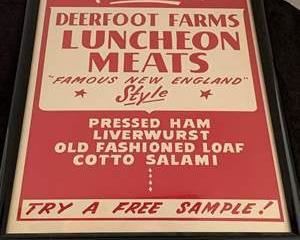 DEERFOOT FARMS
LUNCHEON
MEATS
"FAMOUS NEW ENGLAND"
Style
PRESSED HAM
LIVERWURST
OLD FASHIONED LOAF
COTTO SALAMI
TRY A FREE SAMPLE!